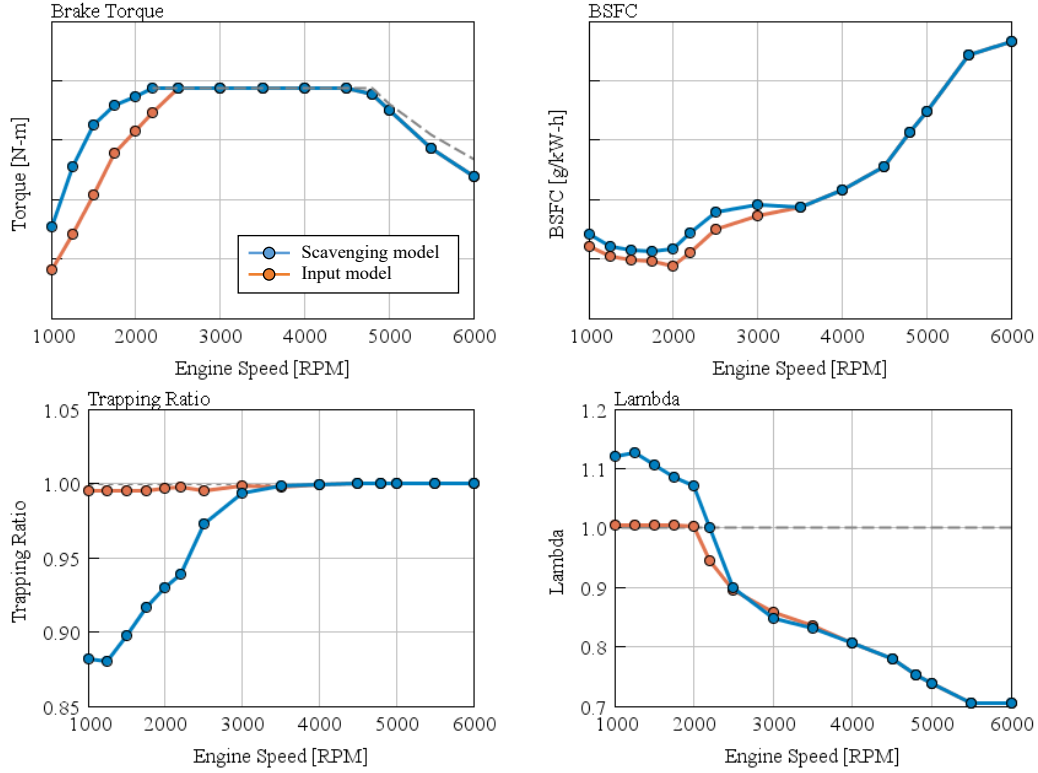 Brake Torque
Torque [N-m]
Scavenging model
Input model
1000 2000 3000 4000 5000 6000
Engine Speed [RPM]
BSFC
BSFC [g/kW-h]
1000 2000 3000 4000 5000 6000
Engine Speed [RPM]
Trapping Ratio
1.05
1.00
0.95
0.90
0.85
Trapping Ratio
1000 2000 3000 4000 5000 6000
Engine Speed [RPM]
Lambda
1.2
1.1
1.0
0.9
0.8
0.7
Lambda
1000 2000 3000 4000 5000 6000
Engine Speed [RPM]